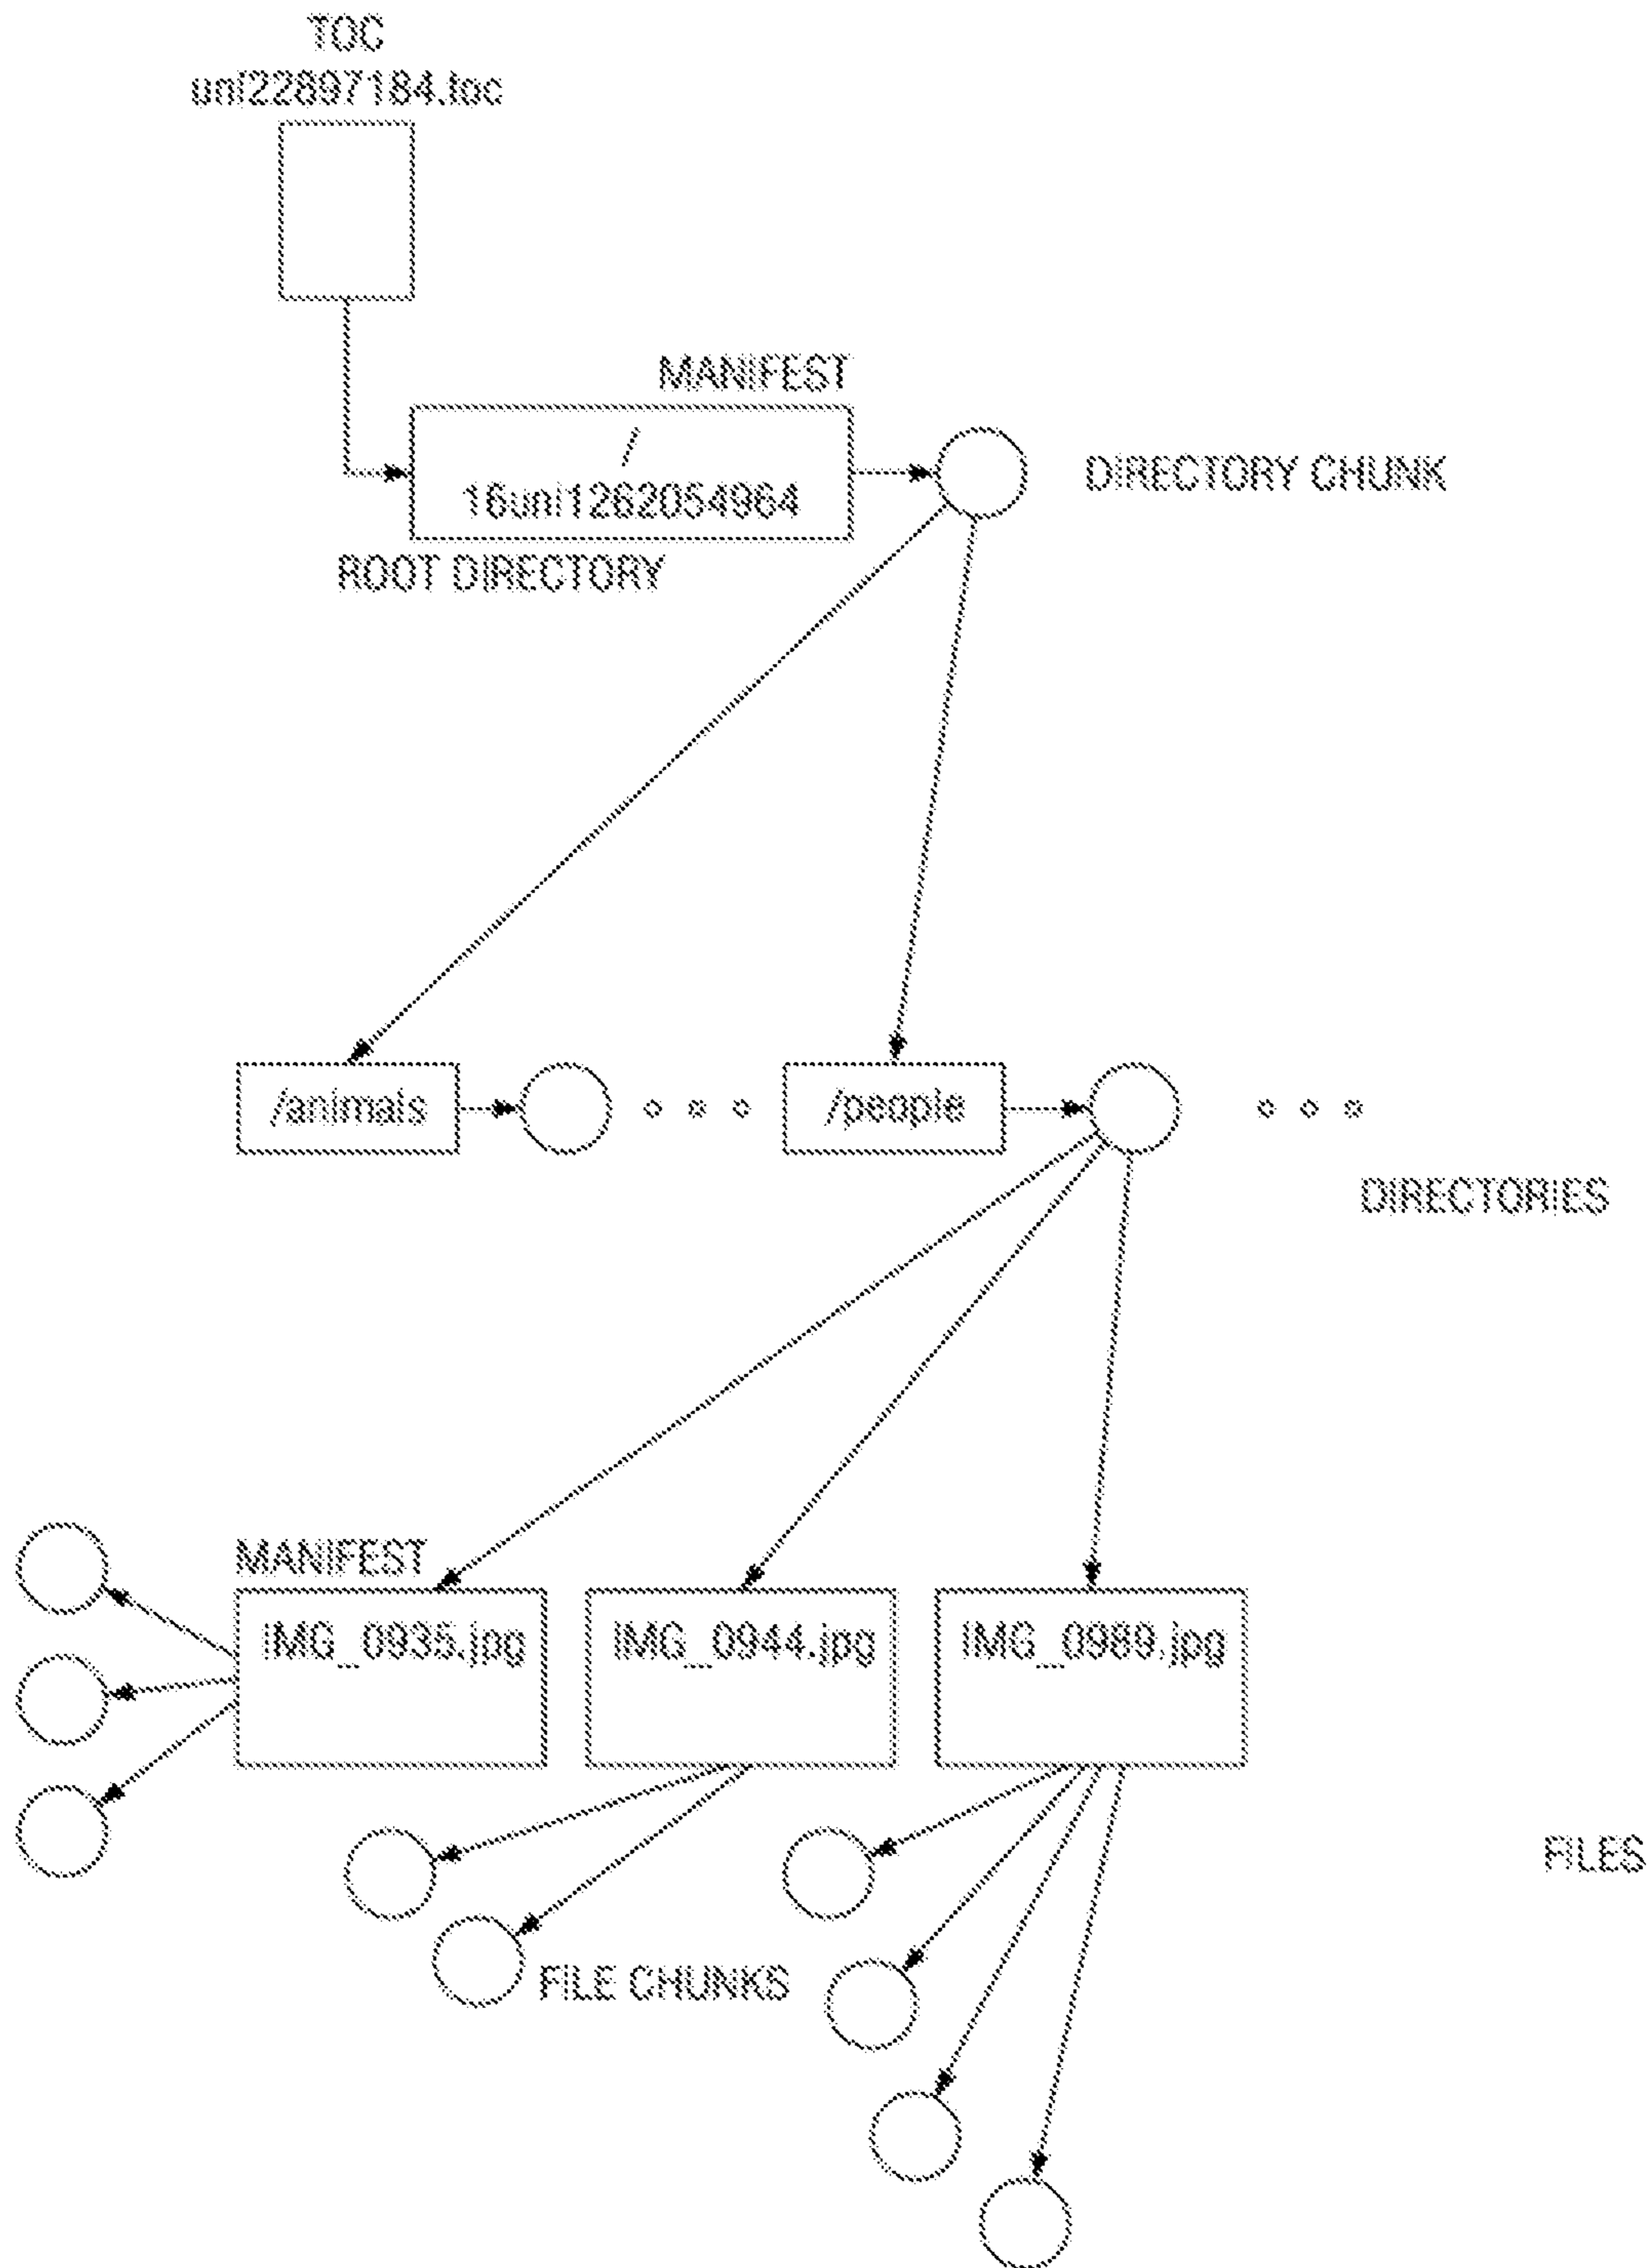 TOC
uni22897184.toc
MANIFEST
/
16uni1262054964
DIRECTORY CHUNK
ROOT DIRECTORY
/animals
/people
DIRECTORIES
MANIFEST
IMG_0935.jpg
IMG_0944.jpg
IMG_0989.jpg
FILES
FILE CHUNKS